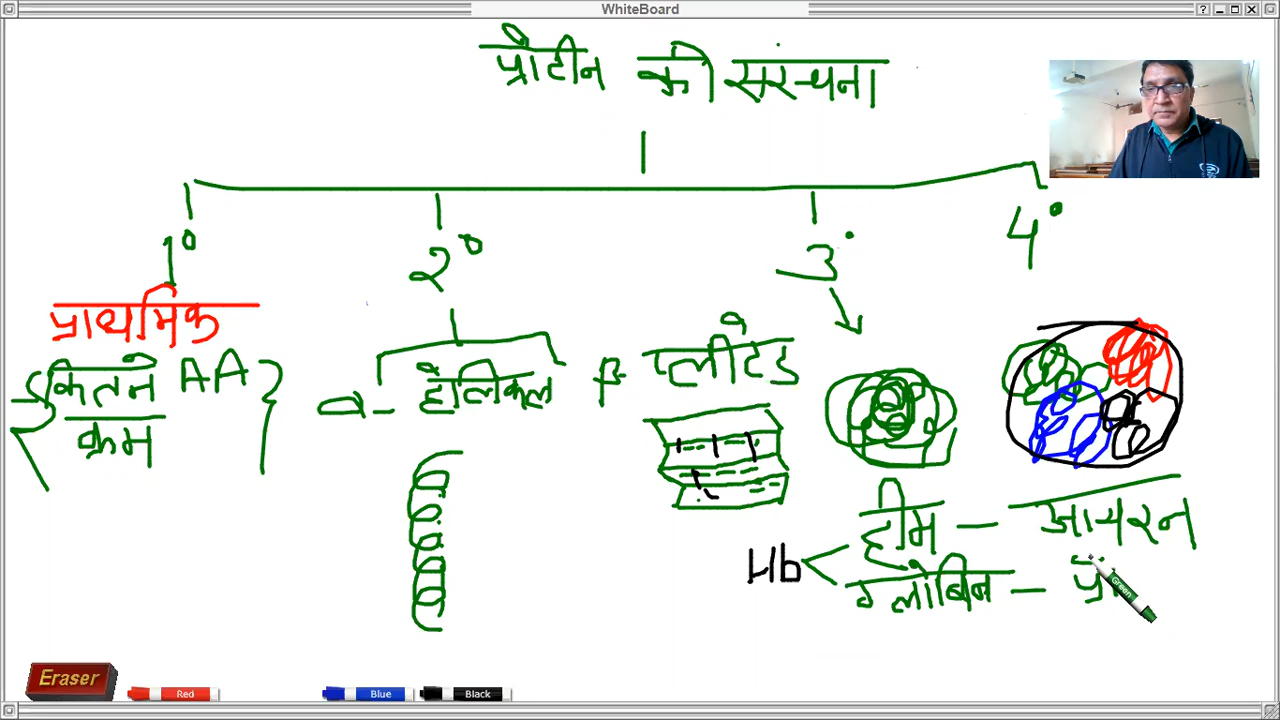 WhiteBoard
प्रोटीन की संरचना
1° 2° 3° 4°
प्राथमिक
कितने AA
क्रम
α- हेलिकल
β- प्लीटेड
Hb
हीम - आयरन
ग्लोबिन - प्रो
Green
Eraser
Red
Blue
Black